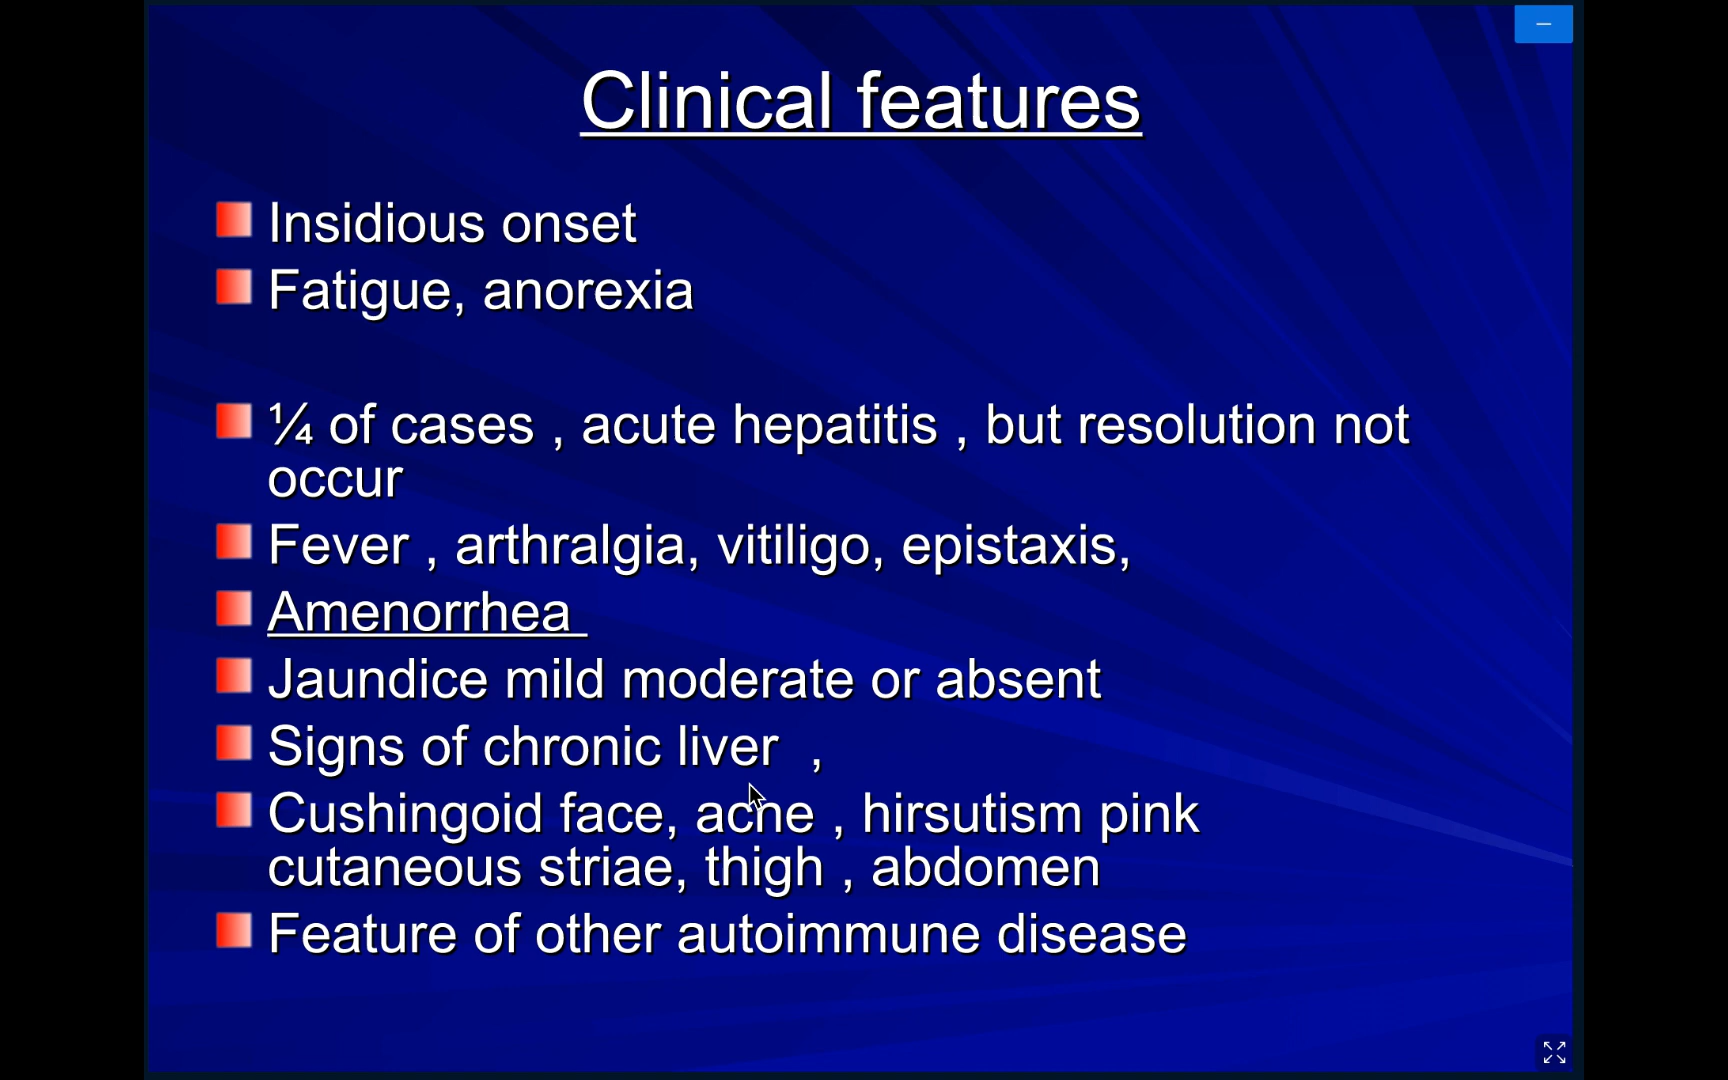 Clinical features
Insidious onset
Fatigue, anorexia
¼ of cases , acute hepatitis , but resolution not
occur
Fever , arthralgia, vitiligo, epistaxis,
Amenorrhea
Jaundice mild moderate or absent
Signs of chronic liver  ,
Cushingoid face, acne , hirsutism pink
cutaneous striae, thigh , abdomen
Feature of other autoimmune disease